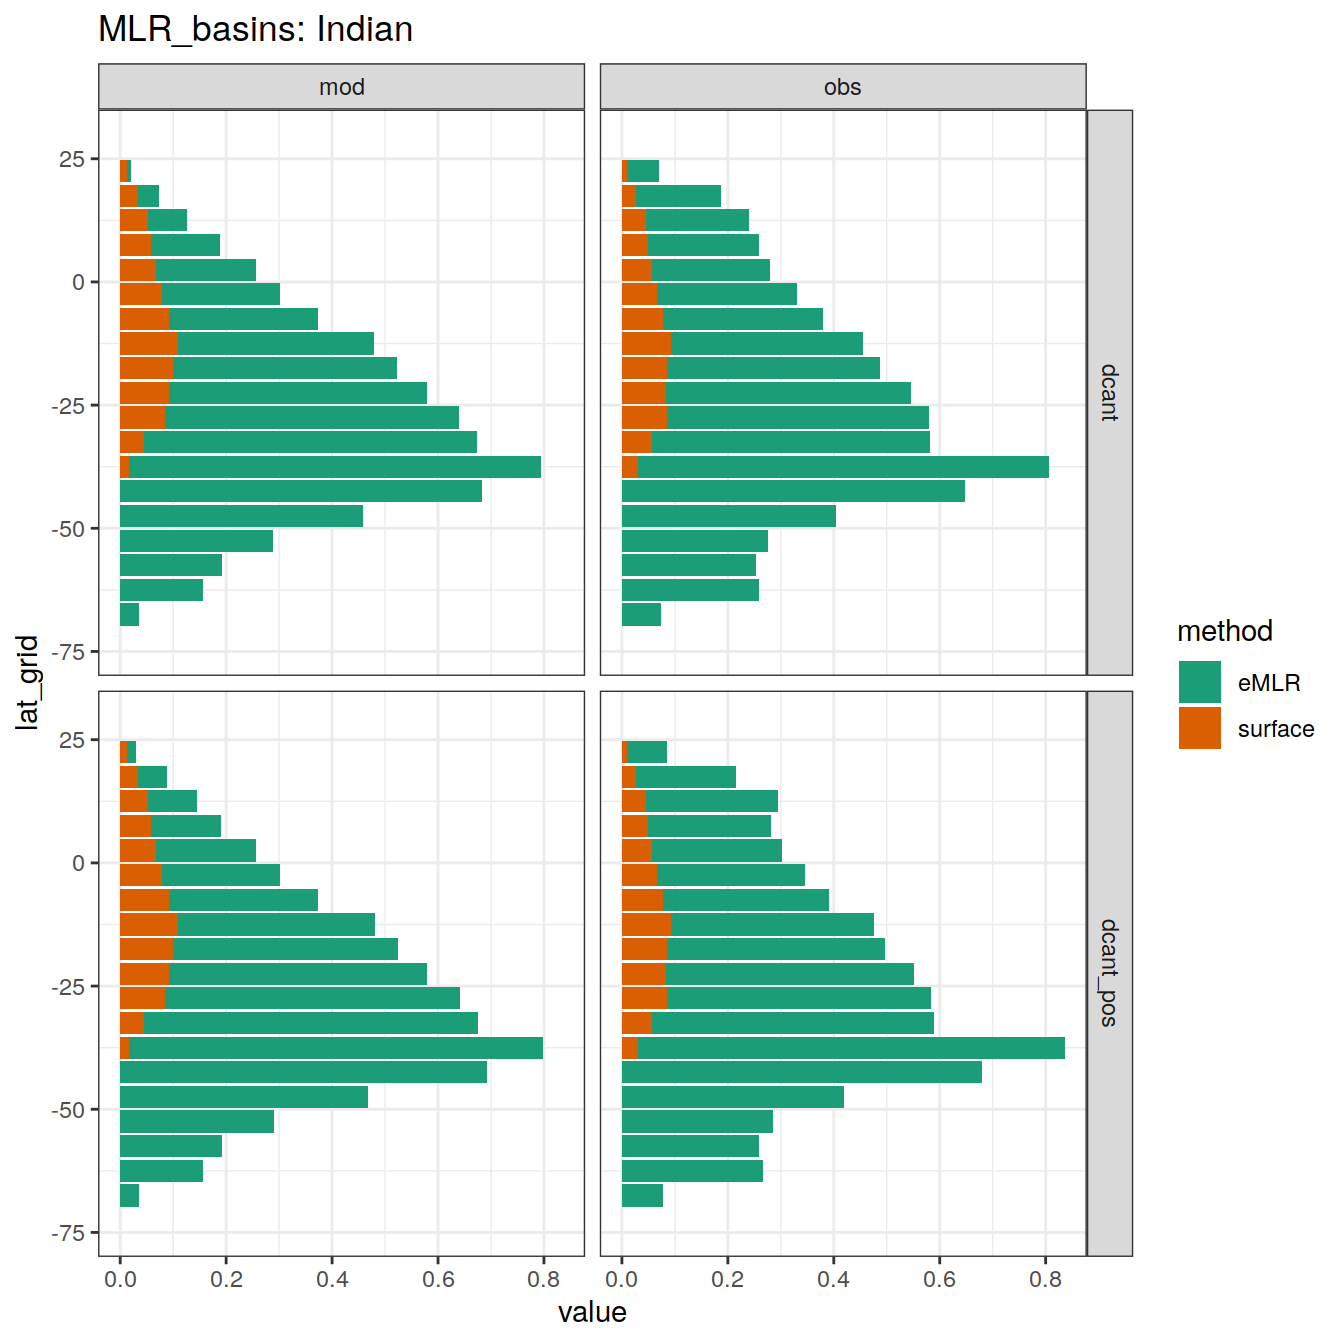 MLR_basins: Indian
mod
obs
25
0
-25
-50
-75
dcant
25
0
-25
-50
-75
dcant_pos
lat_grid
0.0 0.2 0.4 0.6 0.8
0.0 0.2 0.4 0.6 0.8
value
method
eMLR
surface